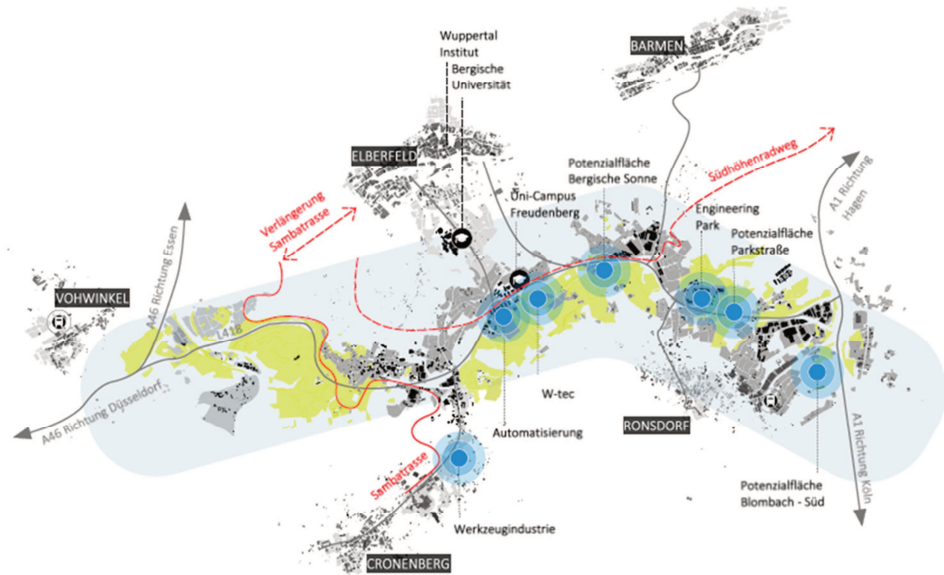 Wuppertal
Institut
Bergische
Universität
BARMEN
ELBERFELD
Potenzialfläche
Bergische Sonne
Südhöhenradweg
Uni-Campus
Freudenberg
Engineering
Park
Potenzialfläche
Parkstraße
A1 Richtung
Hagen
Verlängerung
Sambatrasse
A46 Richtung Essen
VOHWINKEL
L418
A46 Richtung Düsseldorf
W-tec
Automatisierung
RONSDORF
A1 Richtung Köln
Sambatrasse
Potenzialfläche
Blombach - Süd
Werkzeugindustrie
CRONENBERG